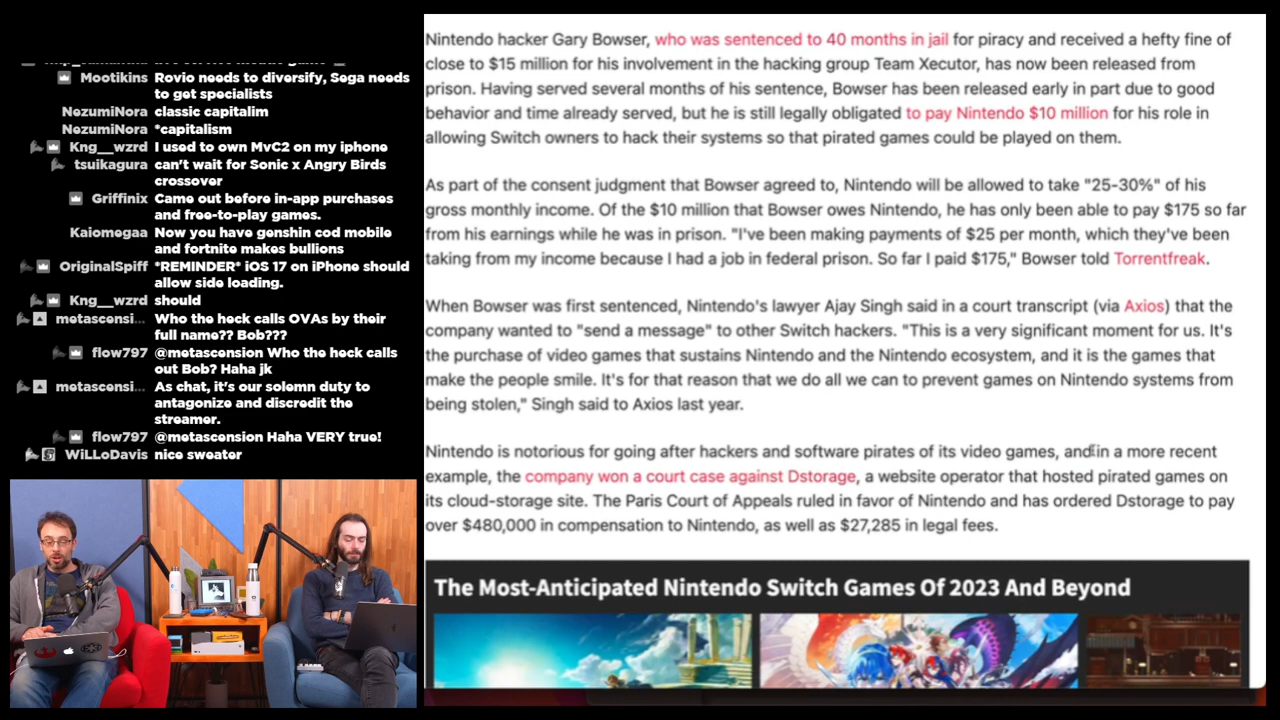 Mootikins Rovio needs to diversify, Sega needs
to get specialists
NezumiNora classic capitalim
NezumiNora *capitalism
Kng__wzrd I used to own MvC2 on my iphone
tsuikagura can't wait for Sonic x Angry Birds
crossover
Griffinix Came out before in-app purchases
and free-to-play games.
Kaiomegaa Now you have genshin cod mobile
and fortnite makes bullions
OriginalSpiff *REMINDER* iOS 17 on iPhone should
allow side loading.
Kng__wzrd should
metascensi... Who the heck calls OVAs by their
full name?? Bob???
flow797 @metascension Who the heck calls
out Bob? Haha jk
metascensi... As chat, it's our solemn duty to
antagonize and discredit the
streamer.
flow797 @metascension Haha VERY true!
WiLLoDavis nice sweater
Nintendo hacker Gary Bowser, who was sentenced to 40 months in jail for piracy and received a hefty fine of
close to $15 million for his involvement in the hacking group Team Xecutor, has now been released from
prison. Having served several months of his sentence, Bowser has been released early in part due to good
behavior and time already served, but he is still legally obligated to pay Nintendo $10 million for his role in
allowing Switch owners to hack their systems so that pirated games could be played on them.
As part of the consent judgment that Bowser agreed to, Nintendo will be allowed to take "25-30%" of his
gross monthly income. Of the $10 million that Bowser owes Nintendo, he has only been able to pay $175 so far
from his earnings while he was in prison. "I've been making payments of $25 per month, which they've been
taking from my income because I had a job in federal prison. So far I paid $175," Bowser told Torrentfreak.
When Bowser was first sentenced, Nintendo's lawyer Ajay Singh said in a court transcript (via Axios) that the
company wanted to "send a message" to other Switch hackers. "This is a very significant moment for us. It's
the purchase of video games that sustains Nintendo and the Nintendo ecosystem, and it is the games that
make the people smile. It's for that reason that we do all we can to prevent games on Nintendo systems from
being stolen," Singh said to Axios last year.
Nintendo is notorious for going after hackers and software pirates of its video games, and in a more recent
example, the company won a court case against Dstorage, a website operator that hosted pirated games on
its cloud-storage site. The Paris Court of Appeals ruled in favor of Nintendo and has ordered Dstorage to pay
over $480,000 in compensation to Nintendo, as well as $27,285 in legal fees.
The Most-Anticipated Nintendo Switch Games Of 2023 And Beyond